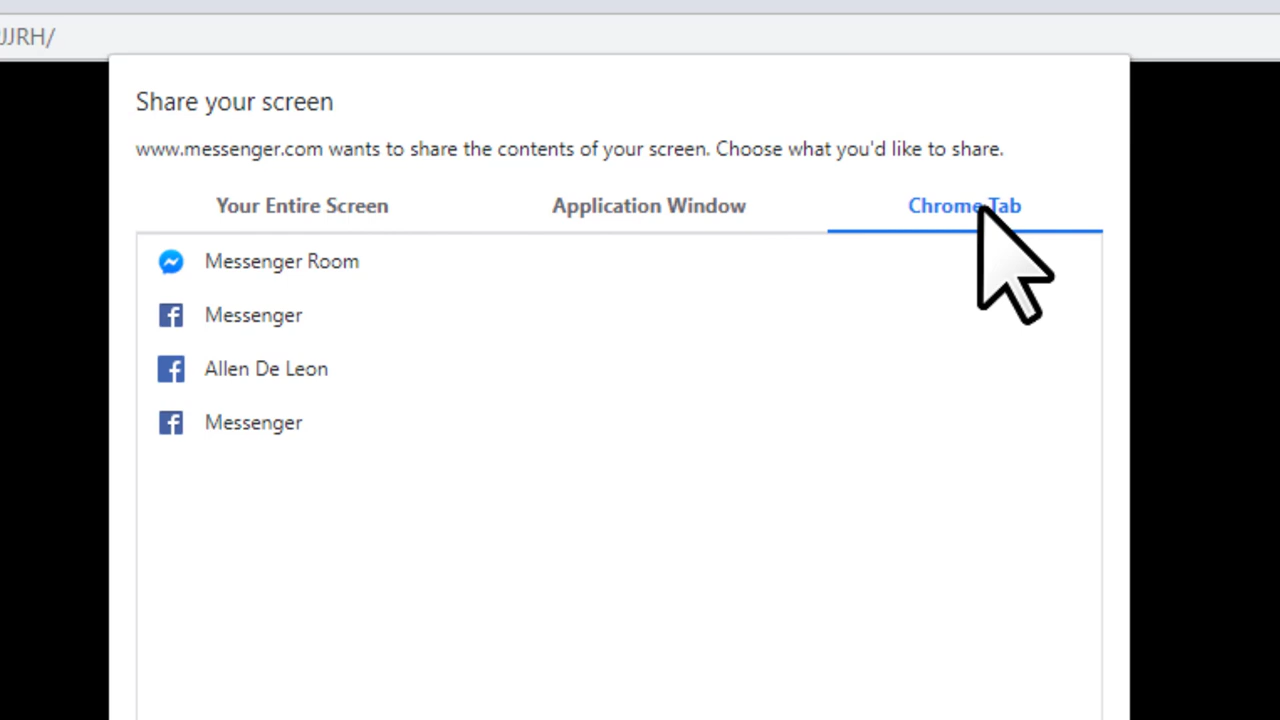 JJRH/
Share your screen
www.messenger.com wants to share the contents of your screen. Choose what you'd like to share.
Your Entire Screen Application Window Chrome Tab
Messenger Room
Messenger
Allen De Leon
Messenger